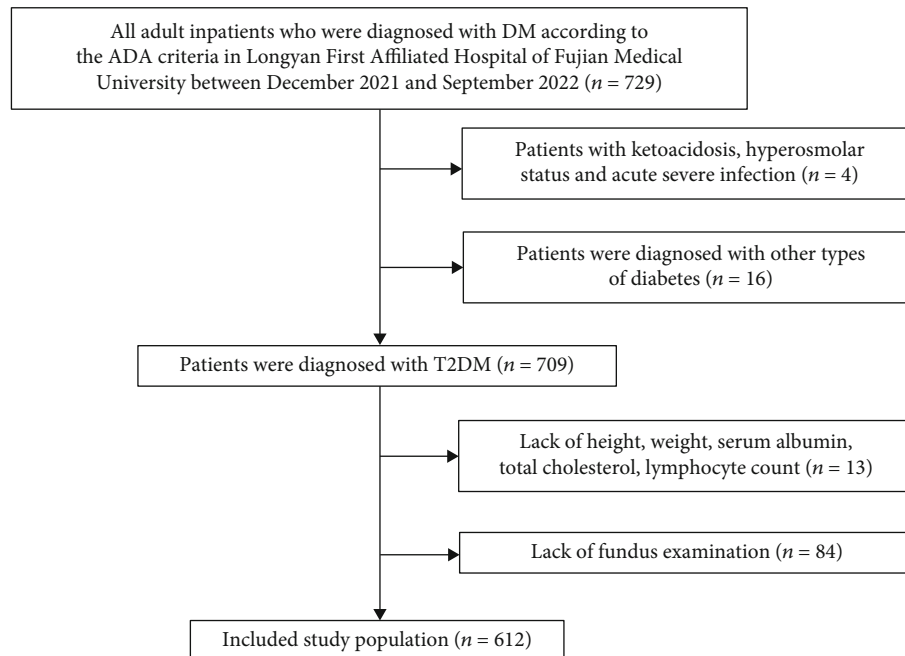 All adult inpatients who were diagnosed with DM according to
the ADA criteria in Longyan First Affiliated Hospital of Fujian Medical
University between December 2021 and September 2022 (n = 729)
Patients with ketoacidosis, hyperosmolar
status and acute severe infection (n = 4)
Patients were diagnosed with other types
of diabetes (n = 16)
Patients were diagnosed with T2DM (n = 709)
Lack of height, weight, serum albumin,
total cholesterol, lymphocyte count (n = 13)
Lack of fundus examination (n = 84)
Included study population (n = 612)